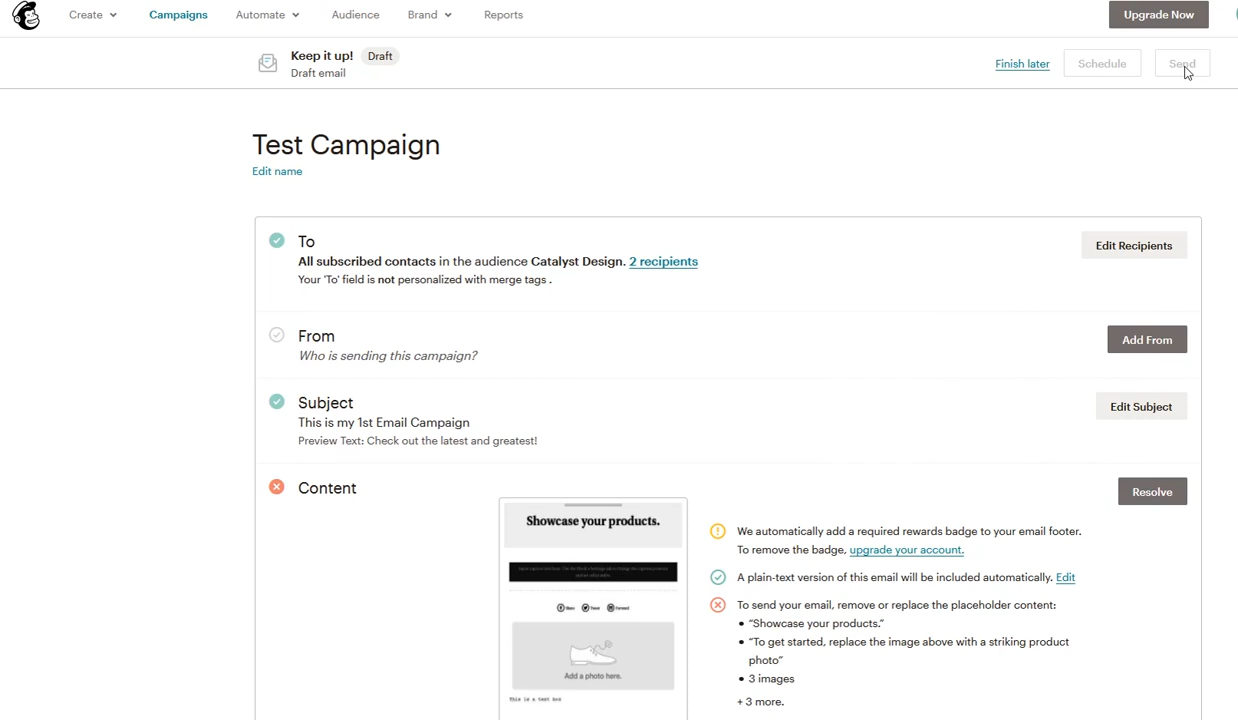 Create Campaigns Automate Audience Brand Reports Upgrade Now
Keep it up! Draft
Draft email
Finish later Schedule Send
Test Campaign
Edit name
To
All subscribed contacts in the audience Catalyst Design. 2 recipients
Your 'To' field is not personalized with merge tags .
Edit Recipients
From
Who is sending this campaign?
Add From
Subject
This is my 1st Email Campaign
Preview Text: Check out the latest and greatest!
Edit Subject
Content
Resolve
Showcase your products.
Share Tweet Forward
Add a photo here.
This is a text box
We automatically add a required rewards badge to your email footer.
To remove the badge, upgrade your account.
A plain-text version of this email will be included automatically. Edit
To send your email, remove or replace the placeholder content:
• “Showcase your products.”
• “To get started, replace the image above with a striking product
photo”
• 3 images
+ 3 more.